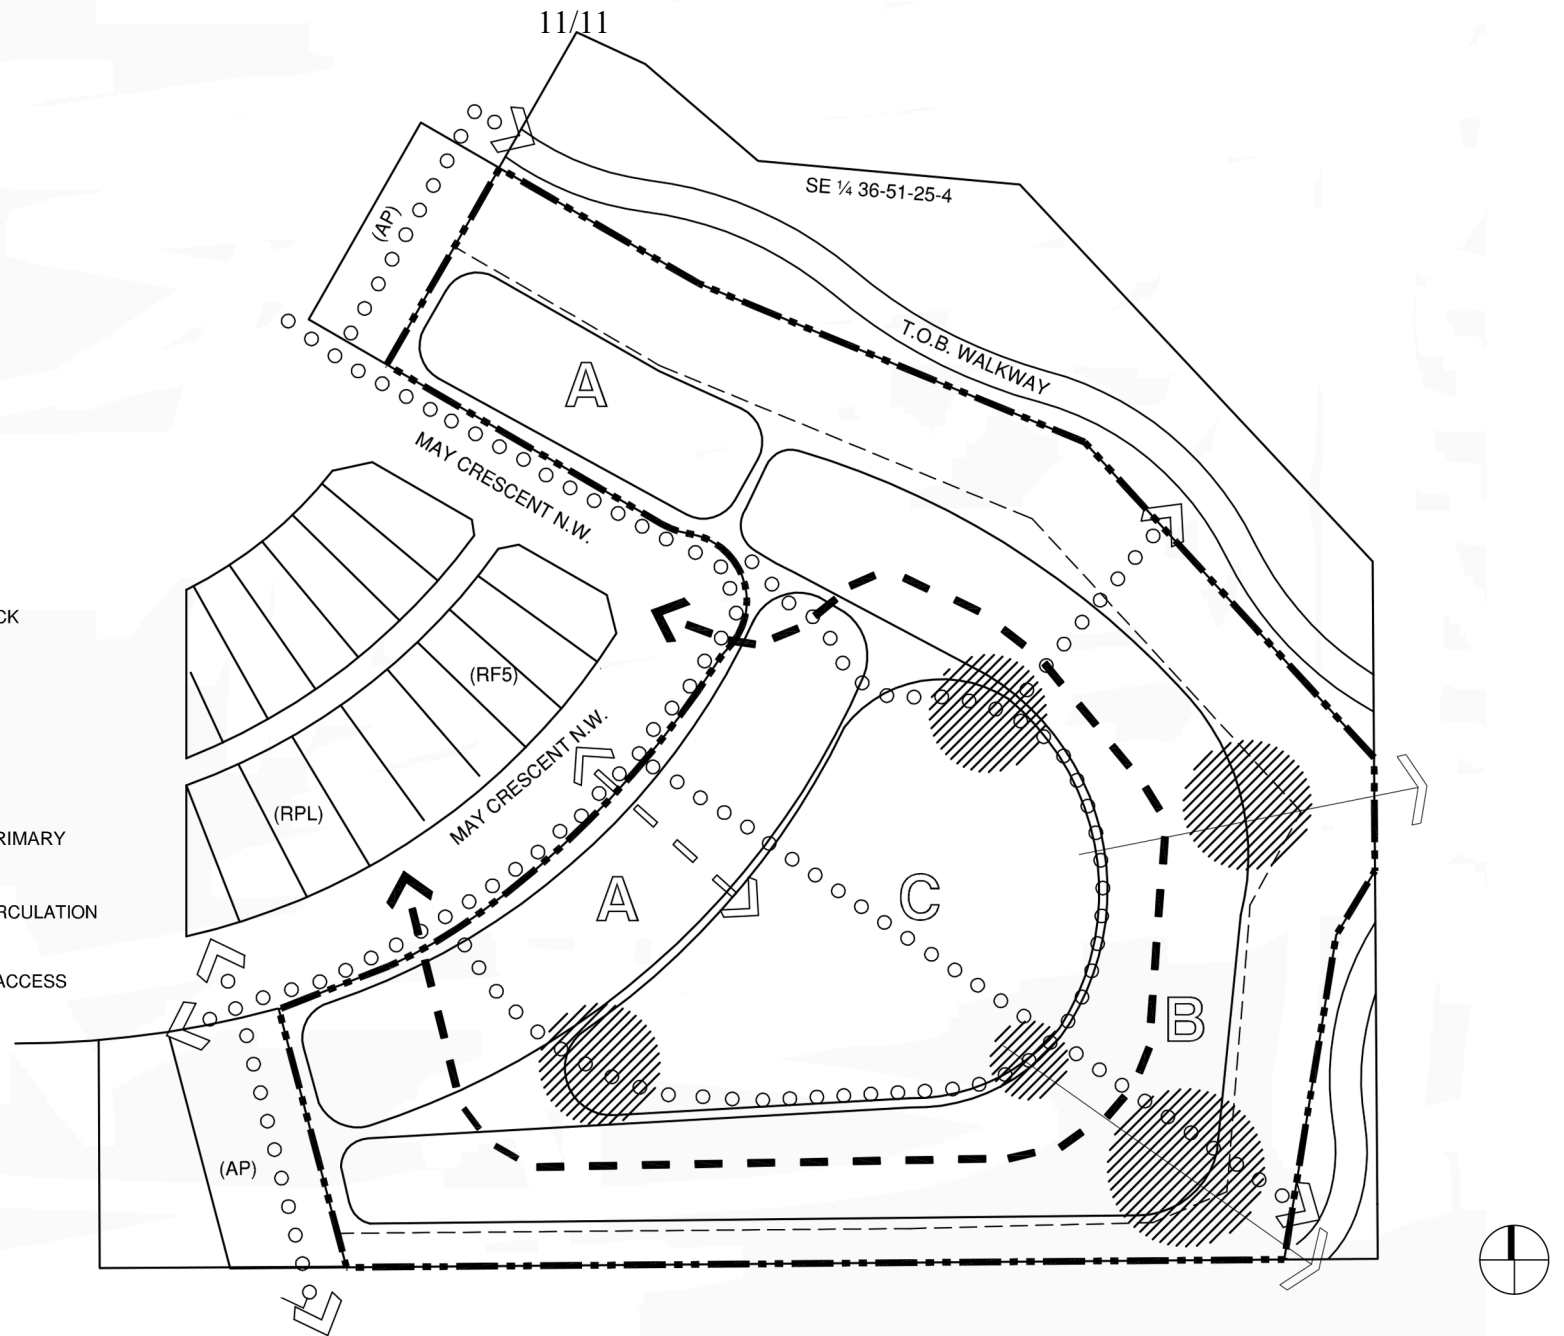 11/11
SE ¼ 36-51-25-4
(AP)
T.O.B. WALKWAY
A
MAY CRESCENT N.W.
CK
(RF5)
MAY CRESCENT N.W.
(RPL)
RIMARY
A
C
RCULATION
ACCESS
B
(AP)